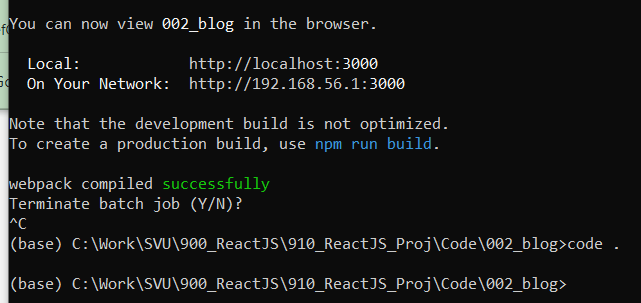 You can now view 002_blog in the browser.
Local: http://localhost:3000
On Your Network: http://192.168.56.1:3000
Note that the development build is not optimized.
To create a production build, use npm run build.
webpack compiled successfully
Terminate batch job (Y/N)?
^C
(base) C:\Work\SVU\900_ReactJS\910_ReactJS_Proj\Code\002_blog>code .
(base) C:\Work\SVU\900_ReactJS\910_ReactJS_Proj\Code\002_blog>